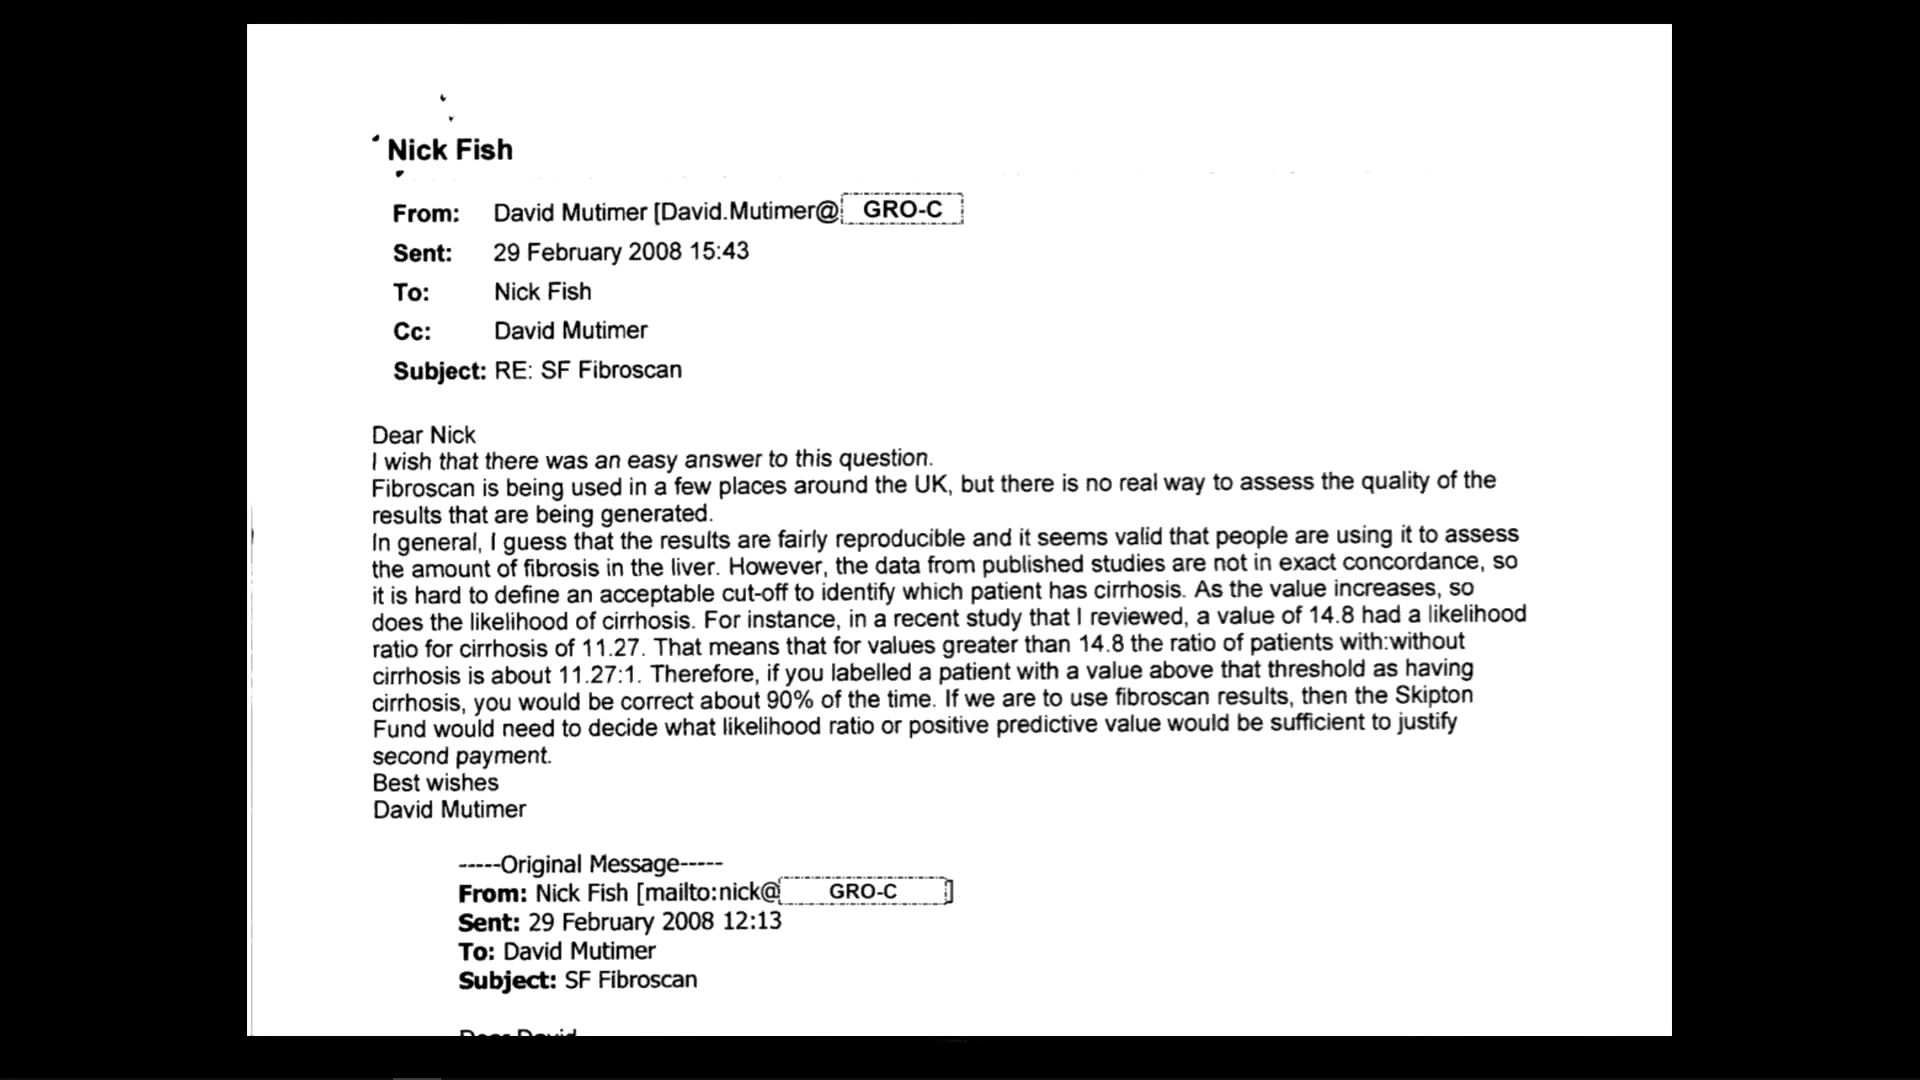 Nick Fish
From: David Mutimer [David.Mutimer@ GRO-C
Sent: 29 February 2008 15:43
To: Nick Fish
Cc: David Mutimer
Subject: RE: SF Fibroscan
Dear Nick
I wish that there was an easy answer to this question.
Fibroscan is being used in a few places around the UK, but there is no real way to assess the quality of the
results that are being generated.
In general, I guess that the results are fairly reproducible and it seems valid that people are using it to assess
the amount of fibrosis in the liver. However, the data from published studies are not in exact concordance, so
it is hard to define an acceptable cut-off to identify which patient has cirrhosis. As the value increases, so
does the likelihood of cirrhosis. For instance, in a recent study that I reviewed, a value of 14.8 had a likelihood
ratio for cirrhosis of 11.27. That means that for values greater than 14.8 the ratio of patients with:without
cirrhosis is about 11.27:1. Therefore, if you labelled a patient with a value above that threshold as having
cirrhosis, you would be correct about 90% of the time. If we are to use fibroscan results, then the Skipton
Fund would need to decide what likelihood ratio or positive predictive value would be sufficient to justify
second payment.
Best wishes
David Mutimer
-----Original Message-----
From: Nick Fish [mailto:nick@ GRO-C ]
Sent: 29 February 2008 12:13
To: David Mutimer
Subject: SF Fibroscan
Dear David